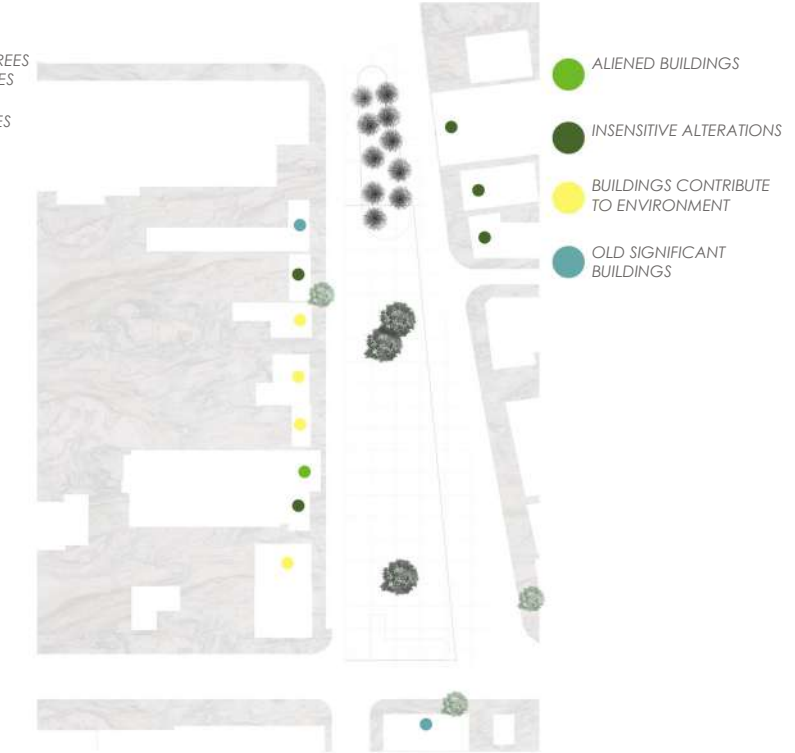 ALIENED BUILDINGS
INSENSITIVE ALTERATIONS
BUILDINGS CONTRIBUTE
TO ENVIRONMENT
OLD SIGNIFICANT
BUILDINGS